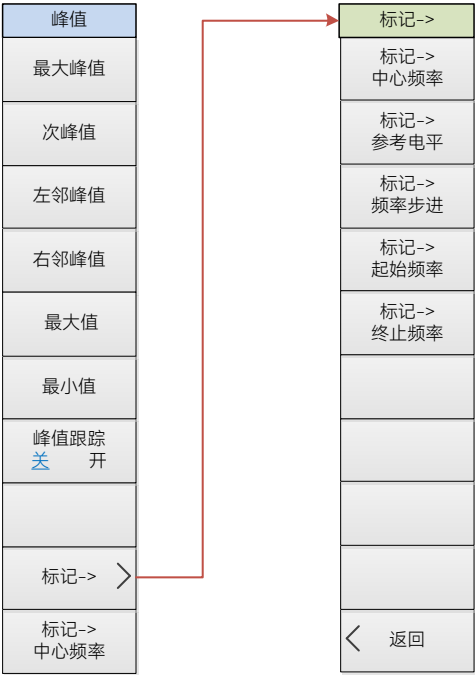 峰值
最大峰值
次峰值
左邻峰值
右邻峰值
最大值
最小值
峰值跟踪
关 开
标记->
标记->
中心频率
标记->
标记->
中心频率
标记->
参考电平
标记->
频率步进
标记->
起始频率
标记->
终止频率
返回